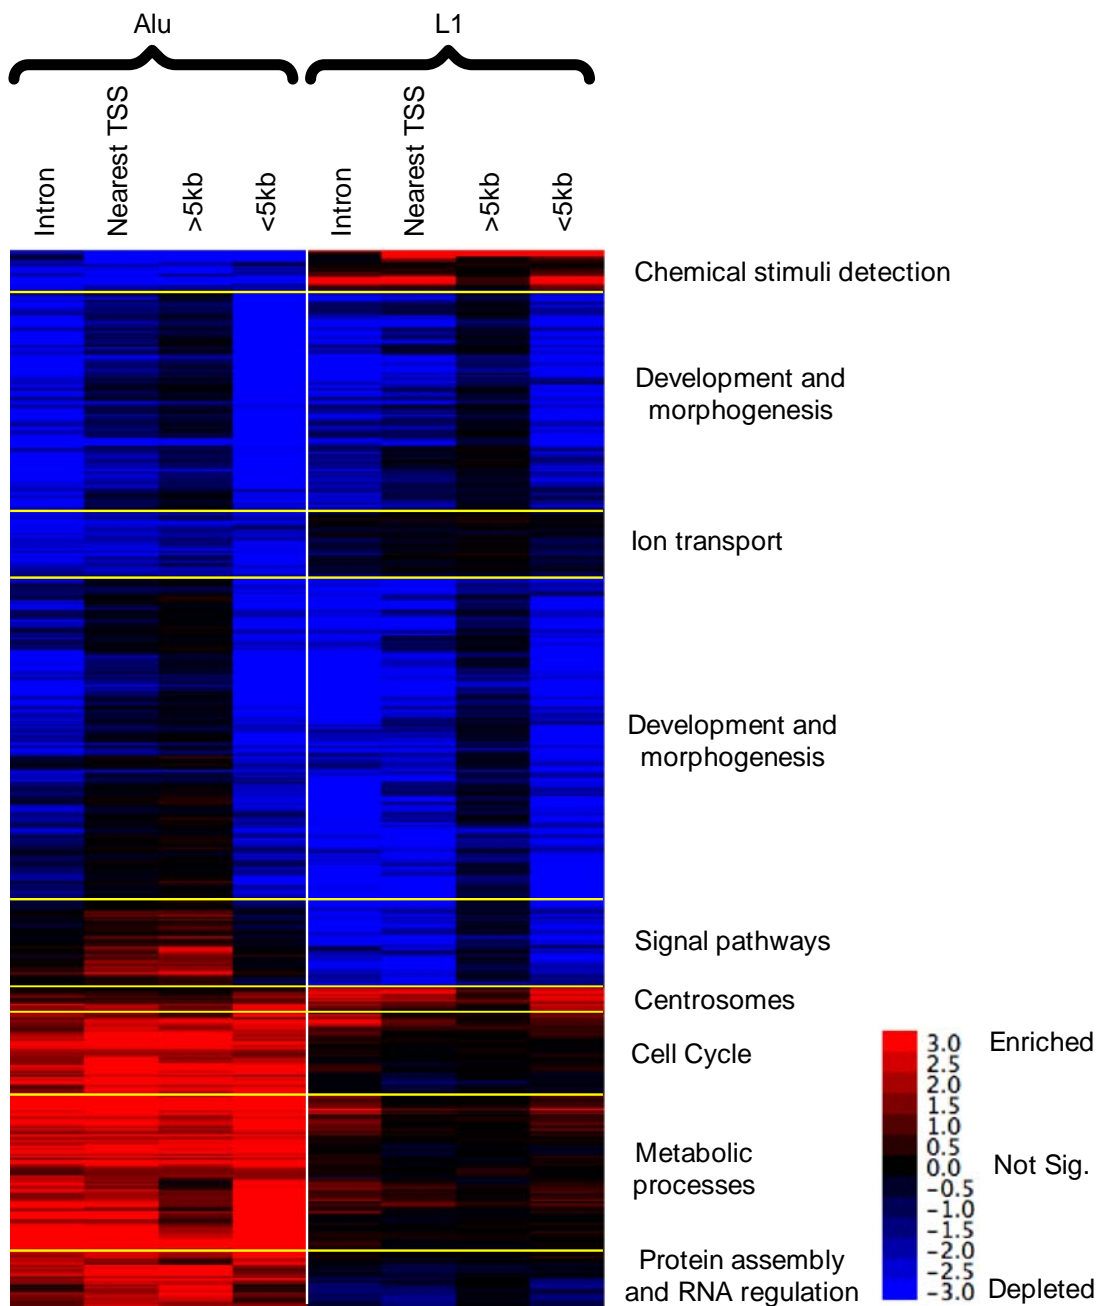 Alu
L1
Intron
Nearest TSS
>5kb
<5kb
Intron
Nearest TSS
>5kb
<5kb
Chemical stimuli detection
Development and
morphogenesis
Ion transport
Development and
morphogenesis
Signal pathways
Centrosomes
Cell Cycle
Metabolic
processes
Protein assembly
and RNA regulation
3.0
2.5
2.0
1.5
1.0
0.5
0.0
−0.5
−1.0
−1.5
−2.0
−2.5
−3.0
Enriched
Not Sig.
Depleted